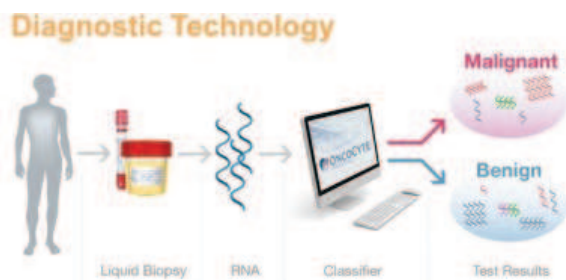 Diagnostic Technology
Malignant
ONCOCYTE
Benign
Liquid Biopsy
RNA
Classifier
Test Results